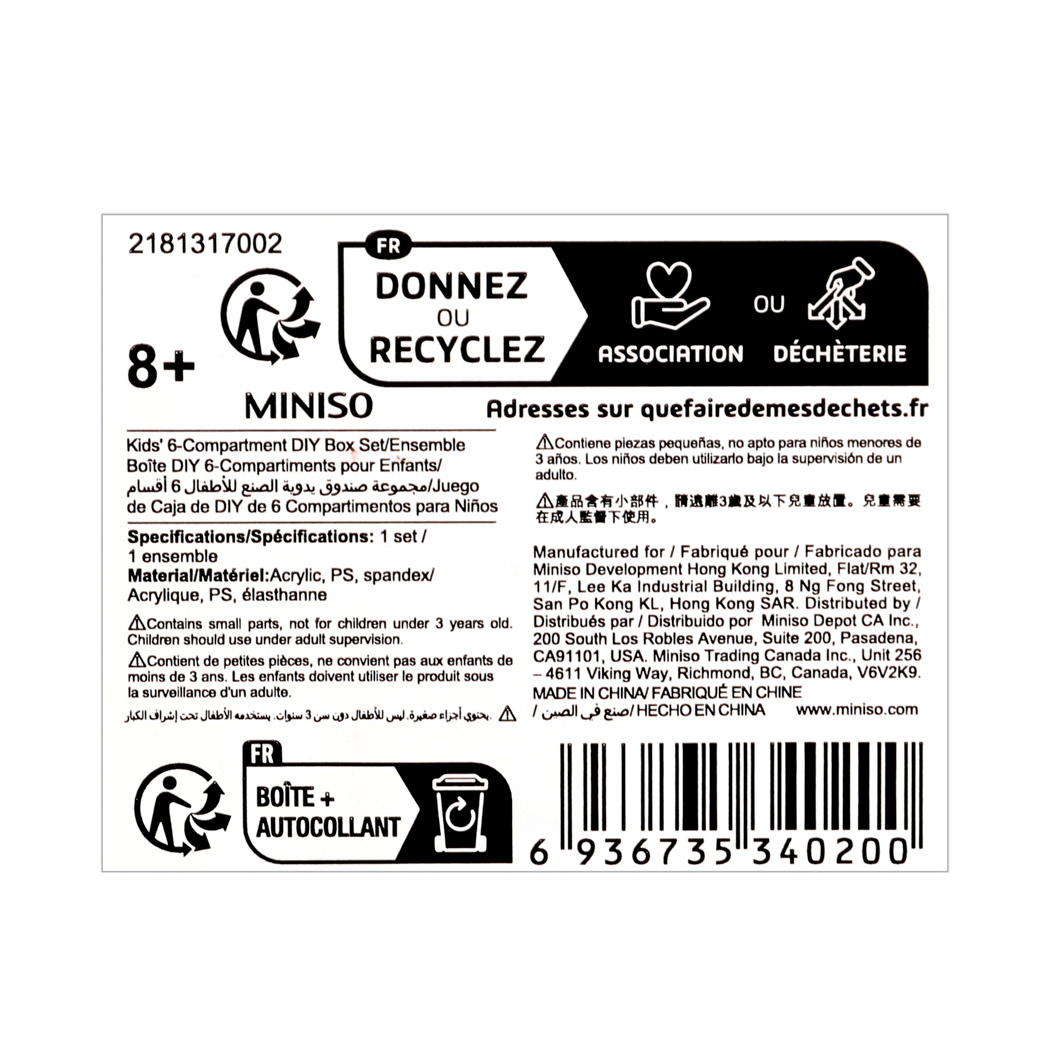 2181317002
8+
FR
DONNEZ
OU
RECYCLEZ
ASSOCIATION
OU
DÉCHÈTERIE
MINISO
Adresses sur quefairedemesdechets.fr
Kids' 6-Compartment DIY Box Set/Ensemble
Boîte DIY 6-Compartiments pour Enfants/
مجموعة صندوق يدوية الصنع للأطفال 6 أقسام/Juego
de Caja de DIY de 6 Compartimentos para Niños
Specifications/Spécifications: 1 set /
1 ensemble
Material/Matériel:Acrylic, PS, spandex/
Acrylique, PS, élasthanne
⚠Contains small parts, not for children under 3 years old.
Children should use under adult supervision.
⚠Contient de petites pièces, ne convient pas aux enfants de
moins de 3 ans. Les enfants doivent utiliser le produit sous
la surveillance d'un adulte.
⚠ .يحتوي أجزاء صغيرة. ليس للأطفال دون سن 3 سنوات. يستخدمه الأطفال تحت إشراف الكبار
⚠Contiene piezas pequeñas, no apto para niños menores de
3 años. Los niños deben utilizarlo bajo la supervisión de un
adulto.
⚠產品含有小部件，請遠離3歲及以下兒童放置。兒童需要
在成人監督下使用。
Manufactured for / Fabriqué pour / Fabricado para
Miniso Development Hong Kong Limited, Flat/Rm 32,
11/F, Lee Ka Industrial Building, 8 Ng Fong Street,
San Po Kong KL, Hong Kong SAR. Distributed by /
Distribués par / Distribuido por Miniso Depot CA Inc.,
200 South Los Robles Avenue, Suite 200, Pasadena,
CA91101, USA. Miniso Trading Canada Inc., Unit 256
– 4611 Viking Way, Richmond, BC, Canada, V6V2K9.
MADE IN CHINA/ FABRIQUÉ EN CHINE
/ صنع في الصين/ HECHO EN CHINA www.miniso.com
FR
BOÎTE +
AUTOCOLLANT
6 936735 340200